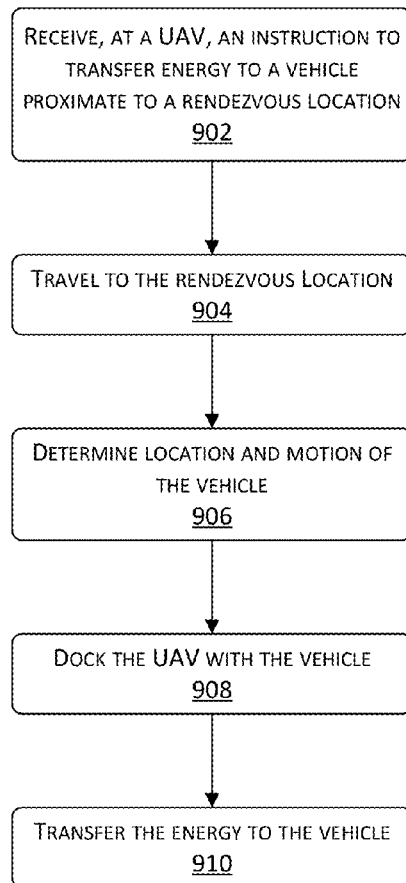 RECEIVE, AT A UAV, AN INSTRUCTION TO
TRANSFER ENERGY TO A VEHICLE
PROXIMATE TO A RENDEZVOUS LOCATION
902
TRAVEL TO THE RENDEZVOUS LOCATION
904
DETERMINE LOCATION AND MOTION OF
THE VEHICLE
906
DOCK THE UAV WITH THE VEHICLE
908
TRANSFER THE ENERGY TO THE VEHICLE
910